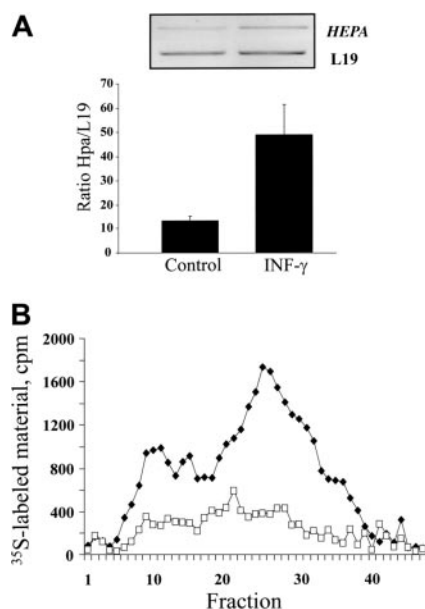 A
HEPA
L19
Ratio Hpa/L19
70
60
50
40
30
20
10
0
Control INF-γ
B
35S-labeled material, cpm
2000
1600
1200
800
400
0
1 10 20 30 40
Fraction